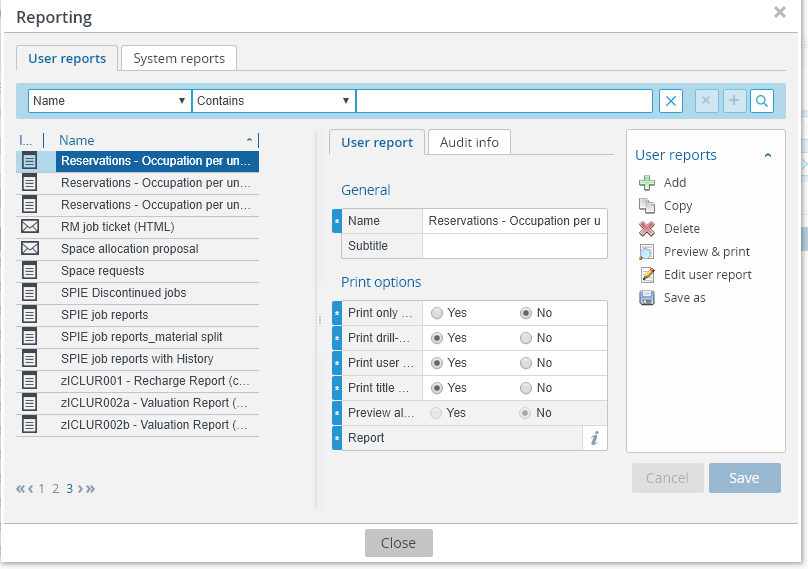 Reporting
User reports
System reports
Name
Contains
I...
Name
Reservations - Occupation per un...
Reservations - Occupation per un...
Reservations - Occupation per un...
RM job ticket (HTML)
Space allocation proposal
Space requests
SPIE Discontinued jobs
SPIE job reports
SPIE job reports_material split
SPIE job reports with History
zICLUR001 - Recharge Report (c...
zICLUR002a - Valuation Report (...
zICLUR002b - Valuation Report (...
1 2 3
User report
Audit info
General
* Name Reservations - Occupation per u
Subtitle
Print options
* Print only ... Yes No
* Print drill-... Yes No
* Print user ... Yes No
* Print title ... Yes No
* Preview al... Yes No
* Report i
User reports
Add
Copy
Delete
Preview & print
Edit user report
Save as
Cancel
Save
Close